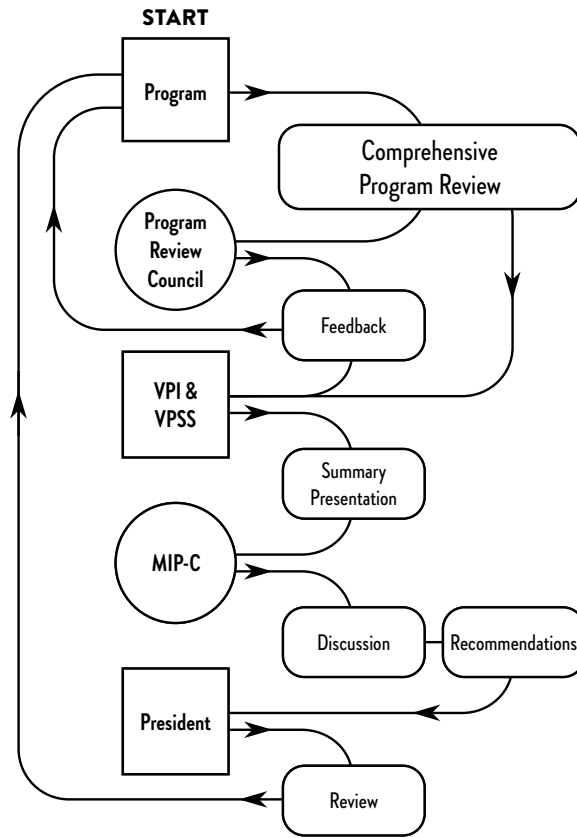 START
Program
Comprehensive
Program Review
Program
Review
Council
Feedback
VPI &
VPSS
Summary
Presentation
MIP-C
Discussion
Recommendations
President
Review